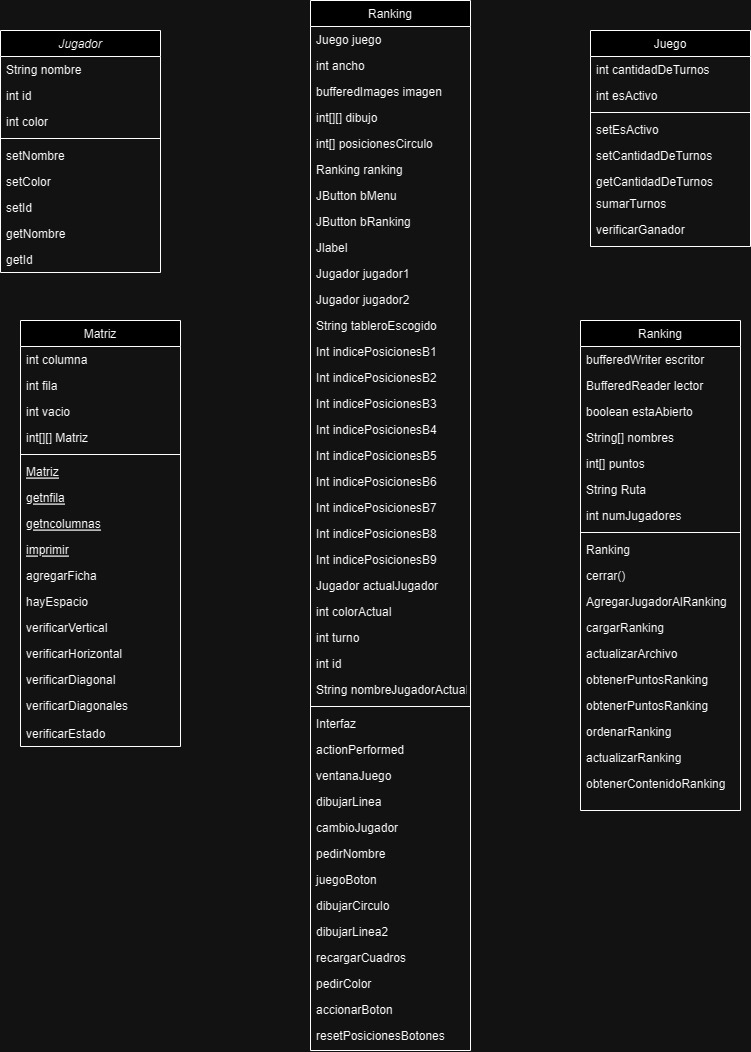 Jugador
String nombre
int id
int color
setNombre
setColor
setId
getNombre
getId
Matriz
int columna
int fila
int vacio
int[][] Matriz
Matriz
getnfila
getncolumnas
imprimir
agregarFicha
hayEspacio
verificarVertical
verificarHorizontal
verificarDiagonal
verificarDiagonales
verificarEstado
Ranking
Juego juego
int ancho
bufferedImages imagen
int[][] dibujo
int[] posicionesCirculo
Ranking ranking
JButton bMenu
JButton bRanking
Jlabel
Jugador jugador1
Jugador jugador2
String tableroEscogido
Int indicePosicionesB1
Int indicePosicionesB2
Int indicePosicionesB3
Int indicePosicionesB4
Int indicePosicionesB5
Int indicePosicionesB6
Int indicePosicionesB7
Int indicePosicionesB8
Int indicePosicionesB9
Jugador actualJugador
int colorActual
int turno
int id
String nombreJugadorActual
Interfaz
actionPerformed
ventanaJuego
dibujarLinea
cambioJugador
pedirNombre
juegoBoton
dibujarCirculo
dibujarLinea2
recargarCuadros
pedirColor
accionarBoton
resetPosicionesBotones
Juego
int cantidadDeTurnos
int esActivo
setEsActivo
setCantidadDeTurnos
getCantidadDeTurnos
sumarTurnos
verificarGanador
Ranking
bufferedWriter escritor
BufferedReader lector
boolean estaAbierto
String[] nombres
int[] puntos
String Ruta
int numJugadores
Ranking
cerrar()
AgregarJugadorAlRanking
cargarRanking
actualizarArchivo
obtenerPuntosRanking
obtenerPuntosRanking
ordenarRanking
actualizarRanking
obtenerContenidoRanking